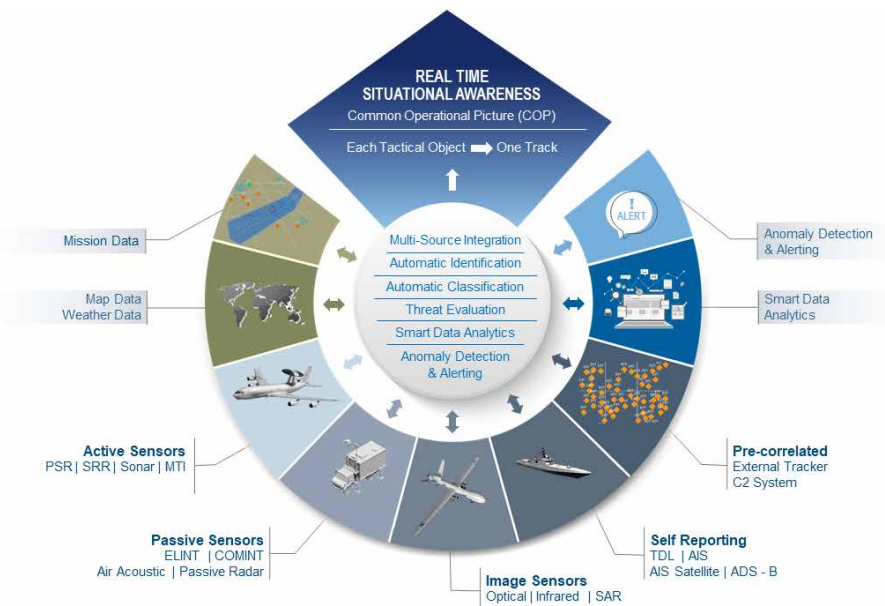 REAL TIME
SITUATIONAL AWARENESS
Common Operational Picture (COP)
Each Tactical Object One Track
Multi-Source Integration
Automatic Identification
Automatic Classification
Threat Evaluation
Smart Data Analytics
Anomaly Detection
& Alerting
Mission Data
Map Data
Weather Data
Active Sensors
PSR | SRR | Sonar | MTI
Passive Sensors
ELINT | COMINT
Air Acoustic | Passive Radar
Image Sensors
Optical | Infrared | SAR
Self Reporting
TDL | AIS
AIS Satellite | ADS - B
Pre-correlated
External Tracker
C2 System
Smart Data
Analytics
!
ALERT
Anomaly Detection
& Alerting